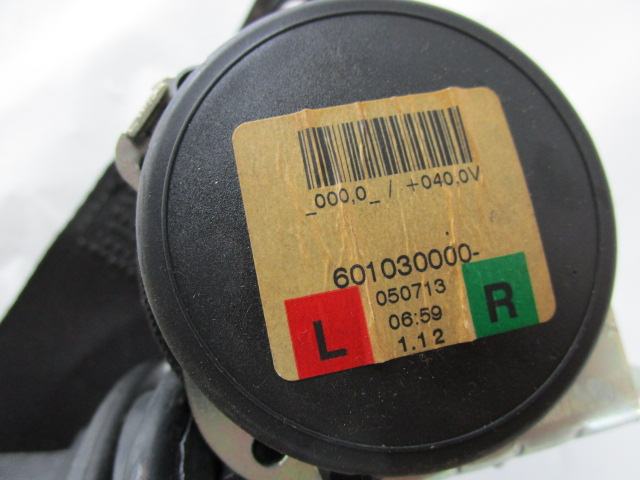 _000,0_ / +040,0V
601030000-
050713
L R
06:59
1.12